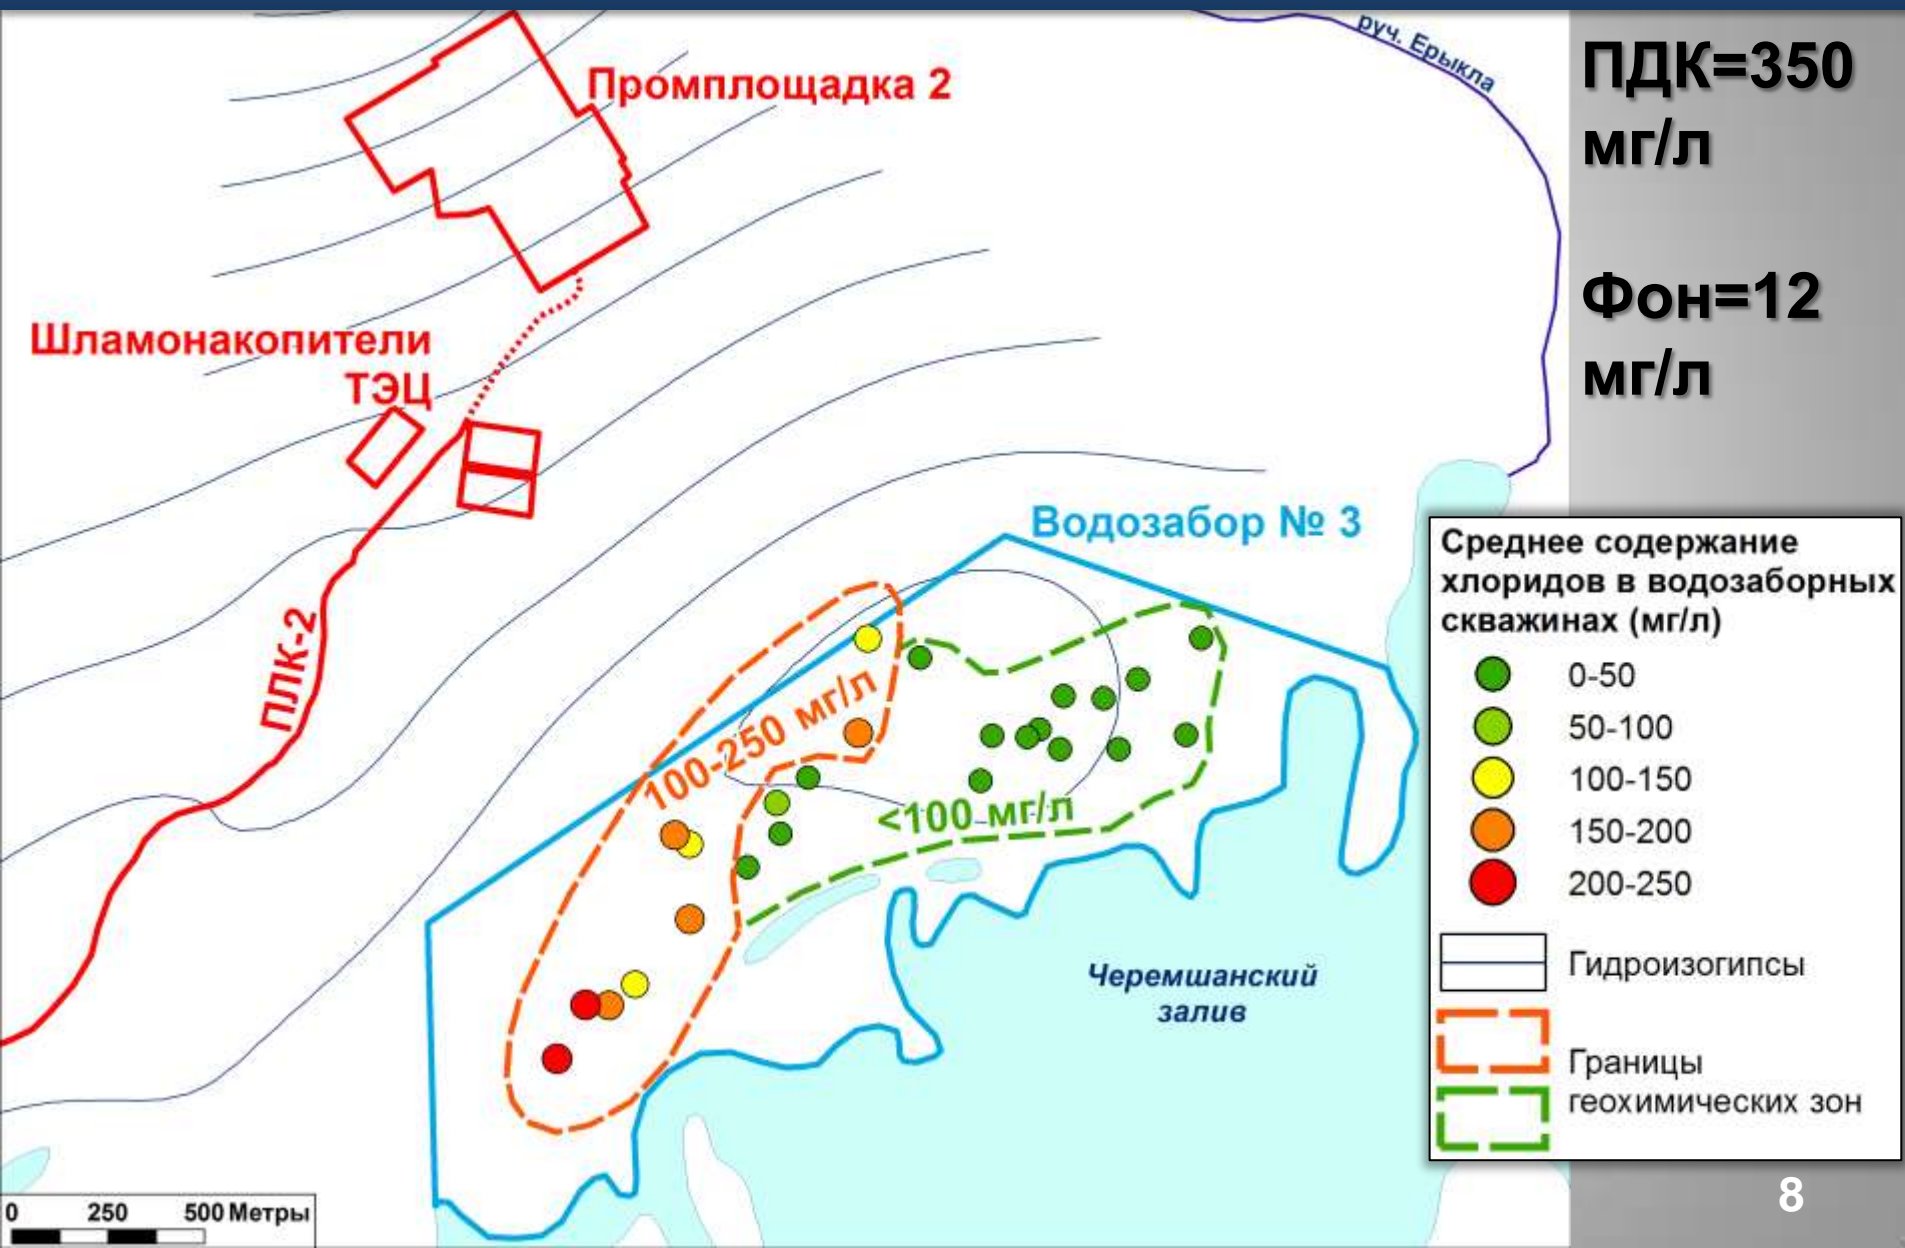 руч. Ерыкла
Промплощадка 2
ПДК=350
мг/л
Фон=12
мг/л
Шламонакопители
ТЭЦ
Водозабор № 3
ПЛК-2
100-250 мг/л
<100 мг/л
Черемшанский
залив
Среднее содержание
хлоридов в водозаборных
скважинах (мг/л)
0-50
50-100
100-150
150-200
200-250
Гидроизогипсы
Границы
геохимических зон
0 250 500 Метры
8